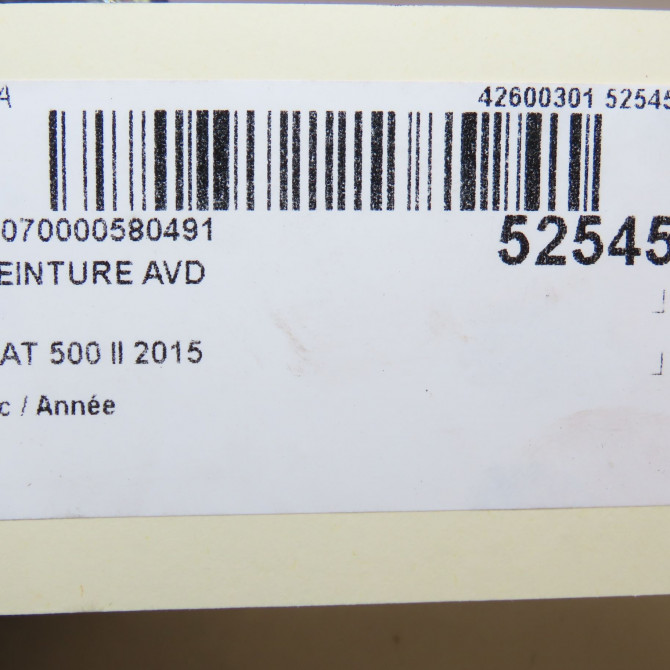 A 42600301 52545
070000580491 52545
EINTURE AVD
AT 500 II 2015
c / Année